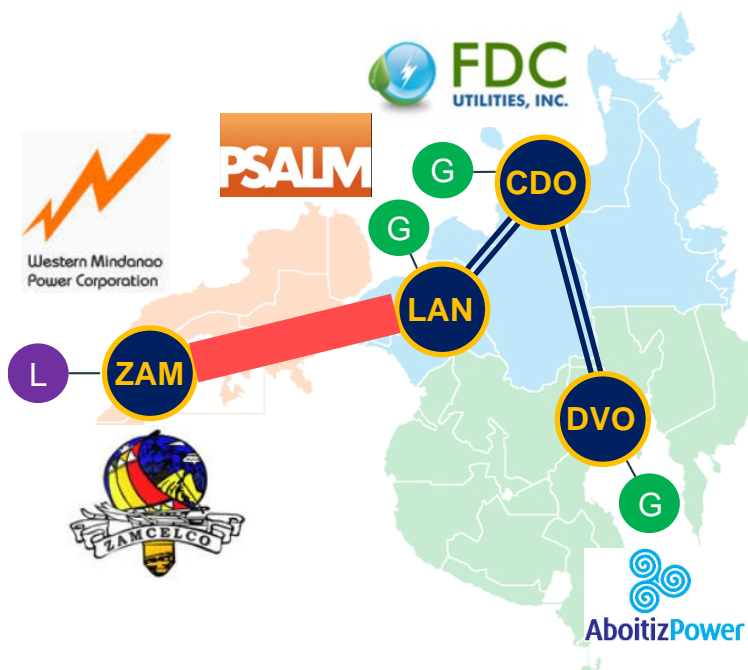 FDC
UTILITIES, INC.
PSALM
Western Mindanao
Power Corporation
G
CDO
G
LAN
ZAM
L
DVO
G
ZAMCELCO
AboitizPower